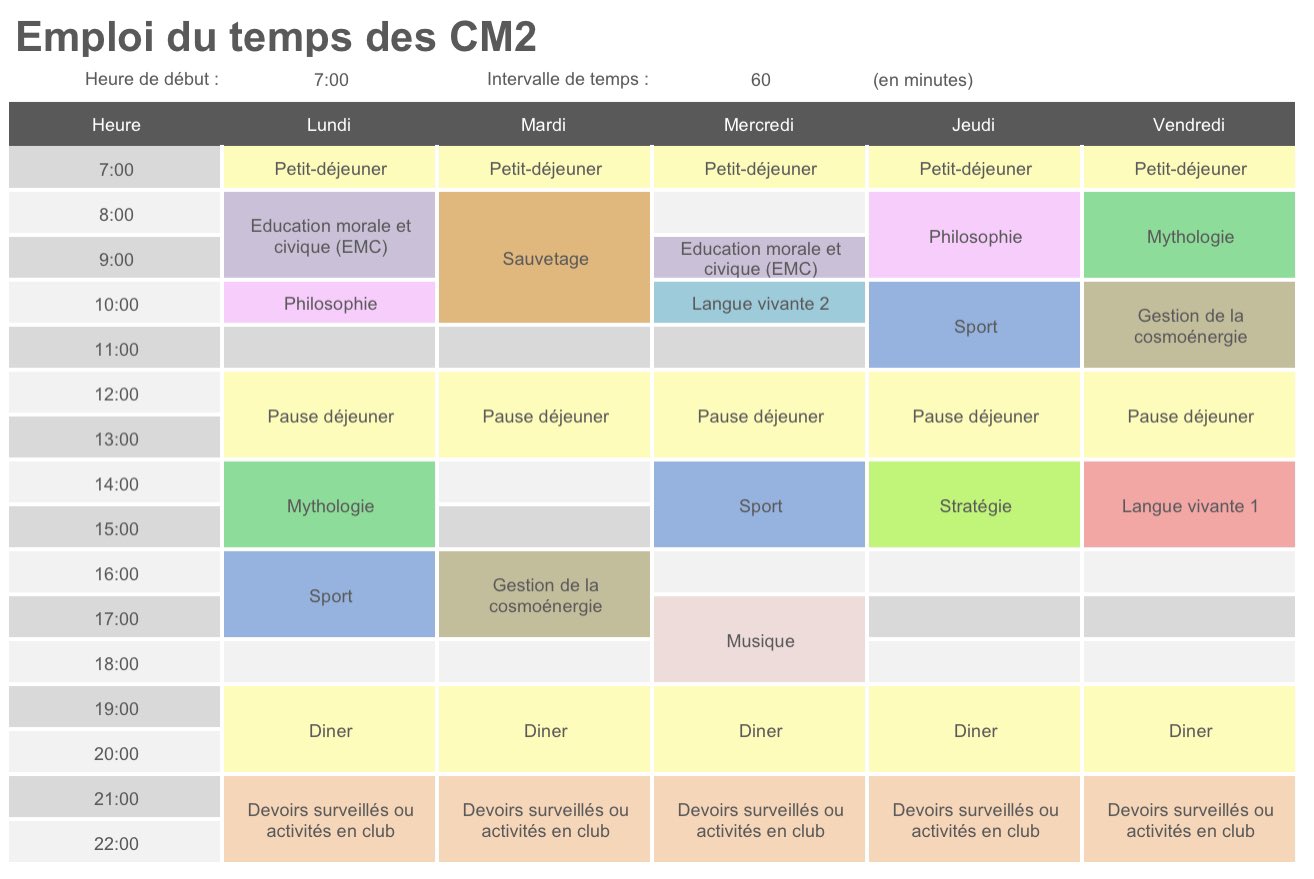 Emploi du temps des CM2
Heure de début : 7:00 Intervalle de temps : 60 (en minutes)
Heure Lundi Mardi Mercredi Jeudi Vendredi
7:00 Petit-déjeuner Petit-déjeuner Petit-déjeuner Petit-déjeuner Petit-déjeuner
8:00
Education morale et
civique (EMC)
Philosophie
Mythologie
9:00
Sauvetage
Education morale et
civique (EMC)
10:00 Philosophie Langue vivante 2
Sport
Gestion de la
cosmoénergie
11:00
12:00
Pause déjeuner Pause déjeuner Pause déjeuner Pause déjeuner Pause déjeuner
13:00
14:00
Mythologie Sport Stratégie Langue vivante 1
15:00
16:00
Sport
Gestion de la
cosmoénergie
17:00
Musique
18:00
19:00
Diner Diner Diner Diner Diner
20:00
21:00
Devoirs surveillés ou Devoirs surveillés ou Devoirs surveillés ou Devoirs surveillés ou Devoirs surveillés ou
activités en club activités en club activités en club activités en club activités en club
22:00